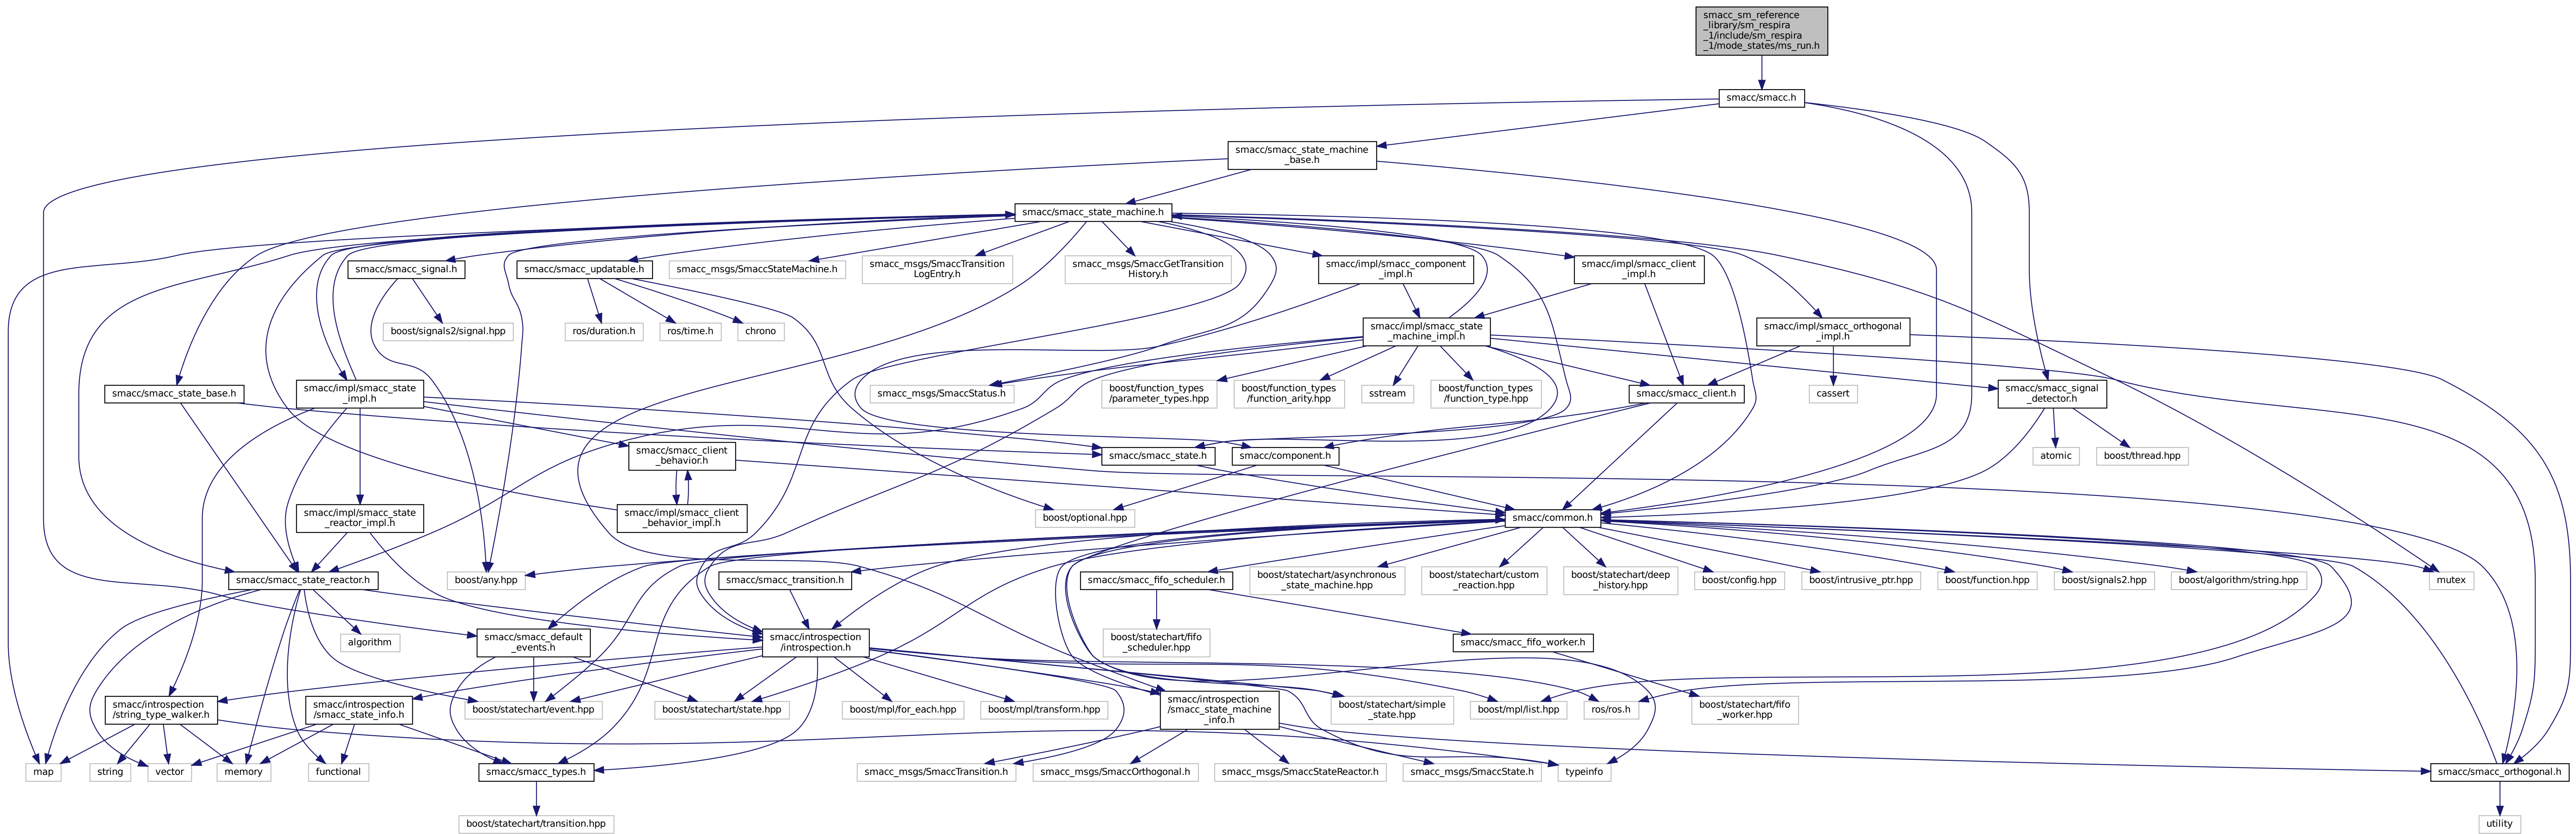 smacc_sm_reference
_library/sm_respira
_1/include/sm_respira
_1/mode_states/ms_run.h
smacc/smacc.h
smacc/smacc_state_machine
_base.h
smacc/smacc_state_machine.h
smacc/smacc_signal.h
smacc/smacc_updatable.h
smacc_msgs/SmaccStateMachine.h
smacc_msgs/SmaccTransition
LogEntry.h
smacc_msgs/SmaccGetTransition
History.h
smacc/impl/smacc_component
_impl.h
smacc/impl/smacc_client
_impl.h
boost/signals2/signal.hpp
ros/duration.h
ros/time.h
chrono
smacc/impl/smacc_state
_machine_impl.h
smacc/impl/smacc_orthogonal
_impl.h
smacc/smacc_state_base.h
smacc/impl/smacc_state
_impl.h
smacc_msgs/SmaccStatus.h
boost/function_types
/parameter_types.hpp
boost/function_types
/function_arity.hpp
sstream
boost/function_types
/function_type.hpp
smacc/smacc_client.h
cassert
smacc/smacc_signal
_detector.h
smacc/smacc_client
_behavior.h
smacc/smacc_state.h
smacc/component.h
atomic
boost/thread.hpp
smacc/impl/smacc_state
_reactor_impl.h
smacc/impl/smacc_client
_behavior_impl.h
boost/optional.hpp
smacc/common.h
smacc/smacc_state_reactor.h
boost/any.hpp
smacc/smacc_transition.h
smacc/smacc_fifo_scheduler.h
boost/statechart/asynchronous
_state_machine.hpp
boost/statechart/custom
_reaction.hpp
boost/statechart/deep
_history.hpp
boost/config.hpp
boost/intrusive_ptr.hpp
boost/function.hpp
boost/signals2.hpp
boost/algorithm/string.hpp
mutex
algorithm
smacc/smacc_default
_events.h
smacc/introspection
/introspection.h
boost/statechart/fifo
_scheduler.hpp
smacc/smacc_fifo_worker.h
smacc/introspection
/string_type_walker.h
smacc/introspection
/smacc_state_info.h
boost/statechart/event.hpp
boost/statechart/state.hpp
boost/mpl/for_each.hpp
boost/mpl/transform.hpp
smacc/introspection
/smacc_state_machine
_info.h
boost/statechart/simple
_state.hpp
boost/mpl/list.hpp
ros/ros.h
boost/statechart/fifo
_worker.hpp
map
string
vector
memory
functional
smacc/smacc_types.h
smacc_msgs/SmaccTransition.h
smacc_msgs/SmaccOrthogonal.h
smacc_msgs/SmaccStateReactor.h
smacc_msgs/SmaccState.h
typeinfo
smacc/smacc_orthogonal.h
boost/statechart/transition.hpp
utility